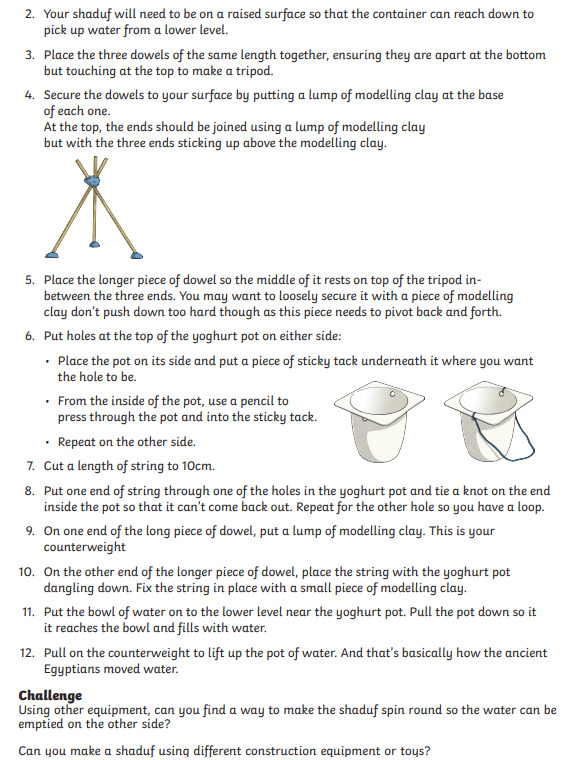 2. Your shaduf will need to be on a raised surface so that the container can reach down to
pick up water from a lower level.
3. Place the three dowels of the same length together, ensuring they are apart at the bottom
but touching at the top to make a tripod.
4. Secure the dowels to your surface by putting a lump of modelling clay at the base
of each one.
At the top, the ends should be joined using a lump of modelling clay
but with the three ends sticking up above the modelling clay.
5. Place the longer piece of dowel so the middle of it rests on top of the tripod in-
between the three ends. You may want to loosely secure it with a piece of modelling
clay don't push down too hard though as this piece needs to pivot back and forth.
6. Put holes at the top of the yoghurt pot on either side:
• Place the pot on its side and put a piece of sticky tack underneath it where you want
the hole to be.
• From the inside of the pot, use a pencil to
press through the pot and into the sticky tack.
• Repeat on the other side.
7. Cut a length of string to 10cm.
8. Put one end of string through one of the holes in the yoghurt pot and tie a knot on the end
inside the pot so that it can't come back out. Repeat for the other hole so you have a loop.
9. On one end of the long piece of dowel, put a lump of modelling clay. This is your
counterweight
10. On the other end of the longer piece of dowel, place the string with the yoghurt pot
dangling down. Fix the string in place with a small piece of modelling clay.
11. Put the bowl of water on to the lower level near the yoghurt pot. Pull the pot down so it
it reaches the bowl and fills with water.
12. Pull on the counterweight to lift up the pot of water. And that's basically how the ancient
Egyptians moved water.
Challenge
Using other equipment, can you find a way to make the shaduf spin round so the water can be
emptied on the other side?
Can you make a shaduf using different construction equipment or toys?